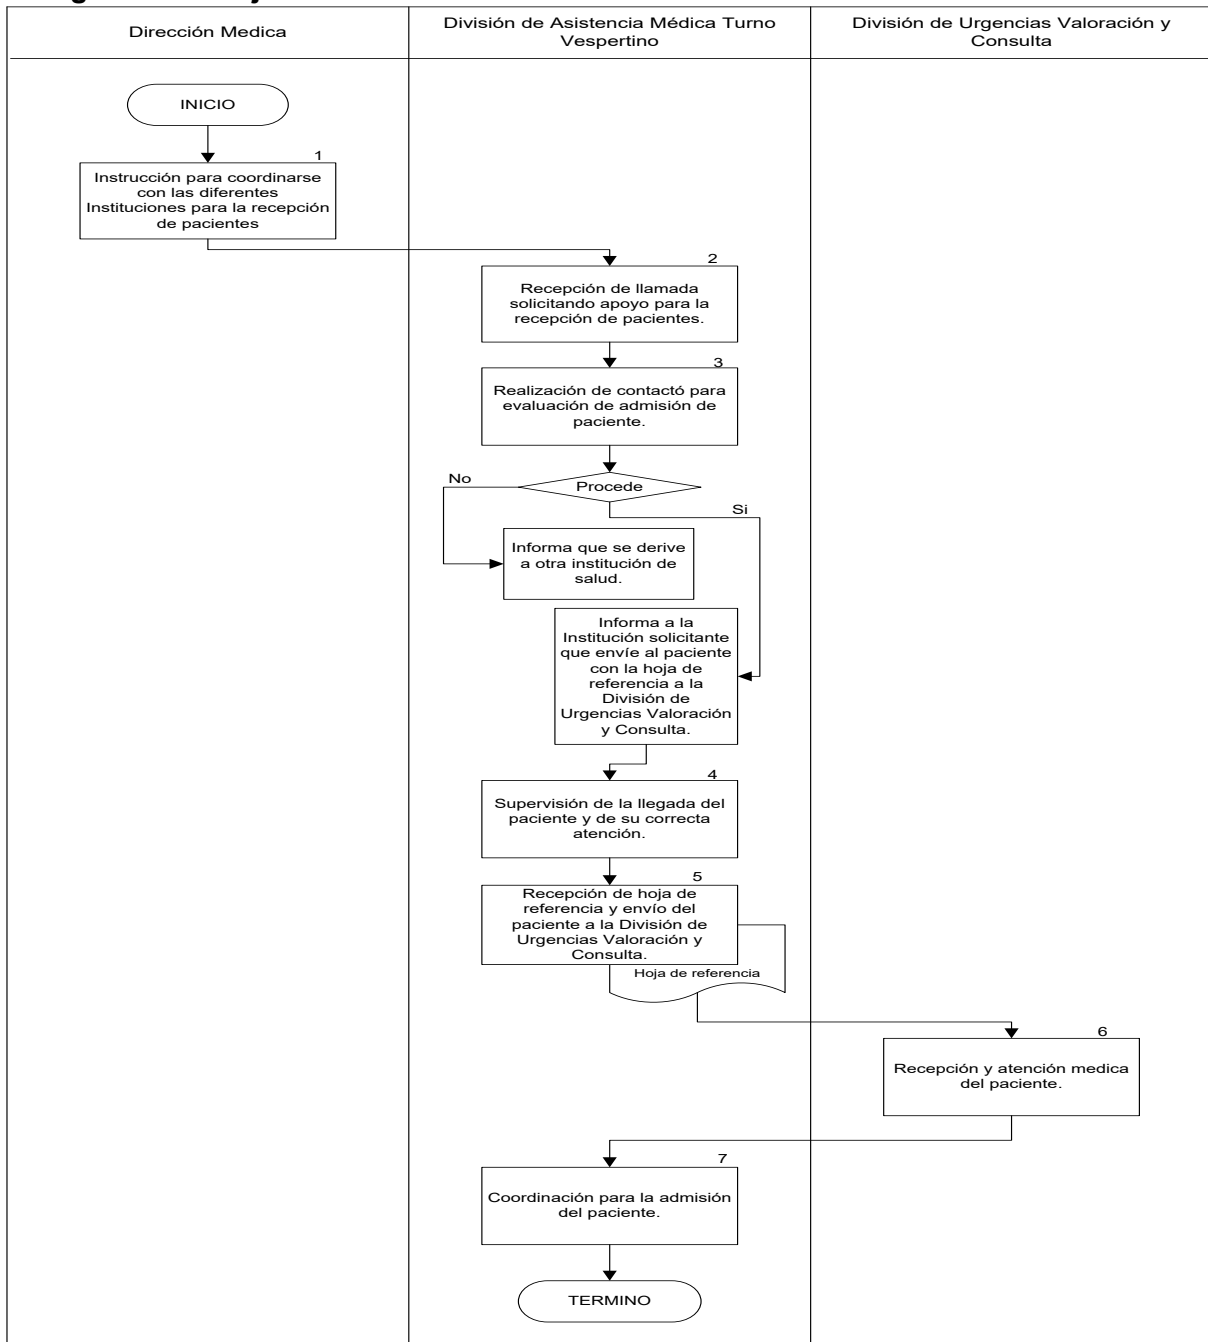 Dirección Medica
División de Asistencia Médica Turno
Vespertino
División de Urgencias Valoración y
Consulta
INICIO
1
Instrucción para coordinarse
con las diferentes
Instituciones para la recepción
de pacientes
2
Recepción de llamada
solicitando apoyo para la
recepción de pacientes.
3
Realización de contactó para
evaluación de admisión de
paciente.
No
Procede
Si
Informa que se derive
a otra institución de
salud.
Informa a la
Institución solicitante
que envíe al paciente
con la hoja de
referencia a la
División de
Urgencias Valoración
y Consulta.
4
Supervisión de la llegada del
paciente y de su correcta
atención.
5
Recepción de hoja de
referencia y envío del
paciente a la División de
Urgencias Valoración y
Consulta.
Hoja de referencia
6
Recepción y atención medica
del paciente.
7
Coordinación para la admisión
del paciente.
TERMINO